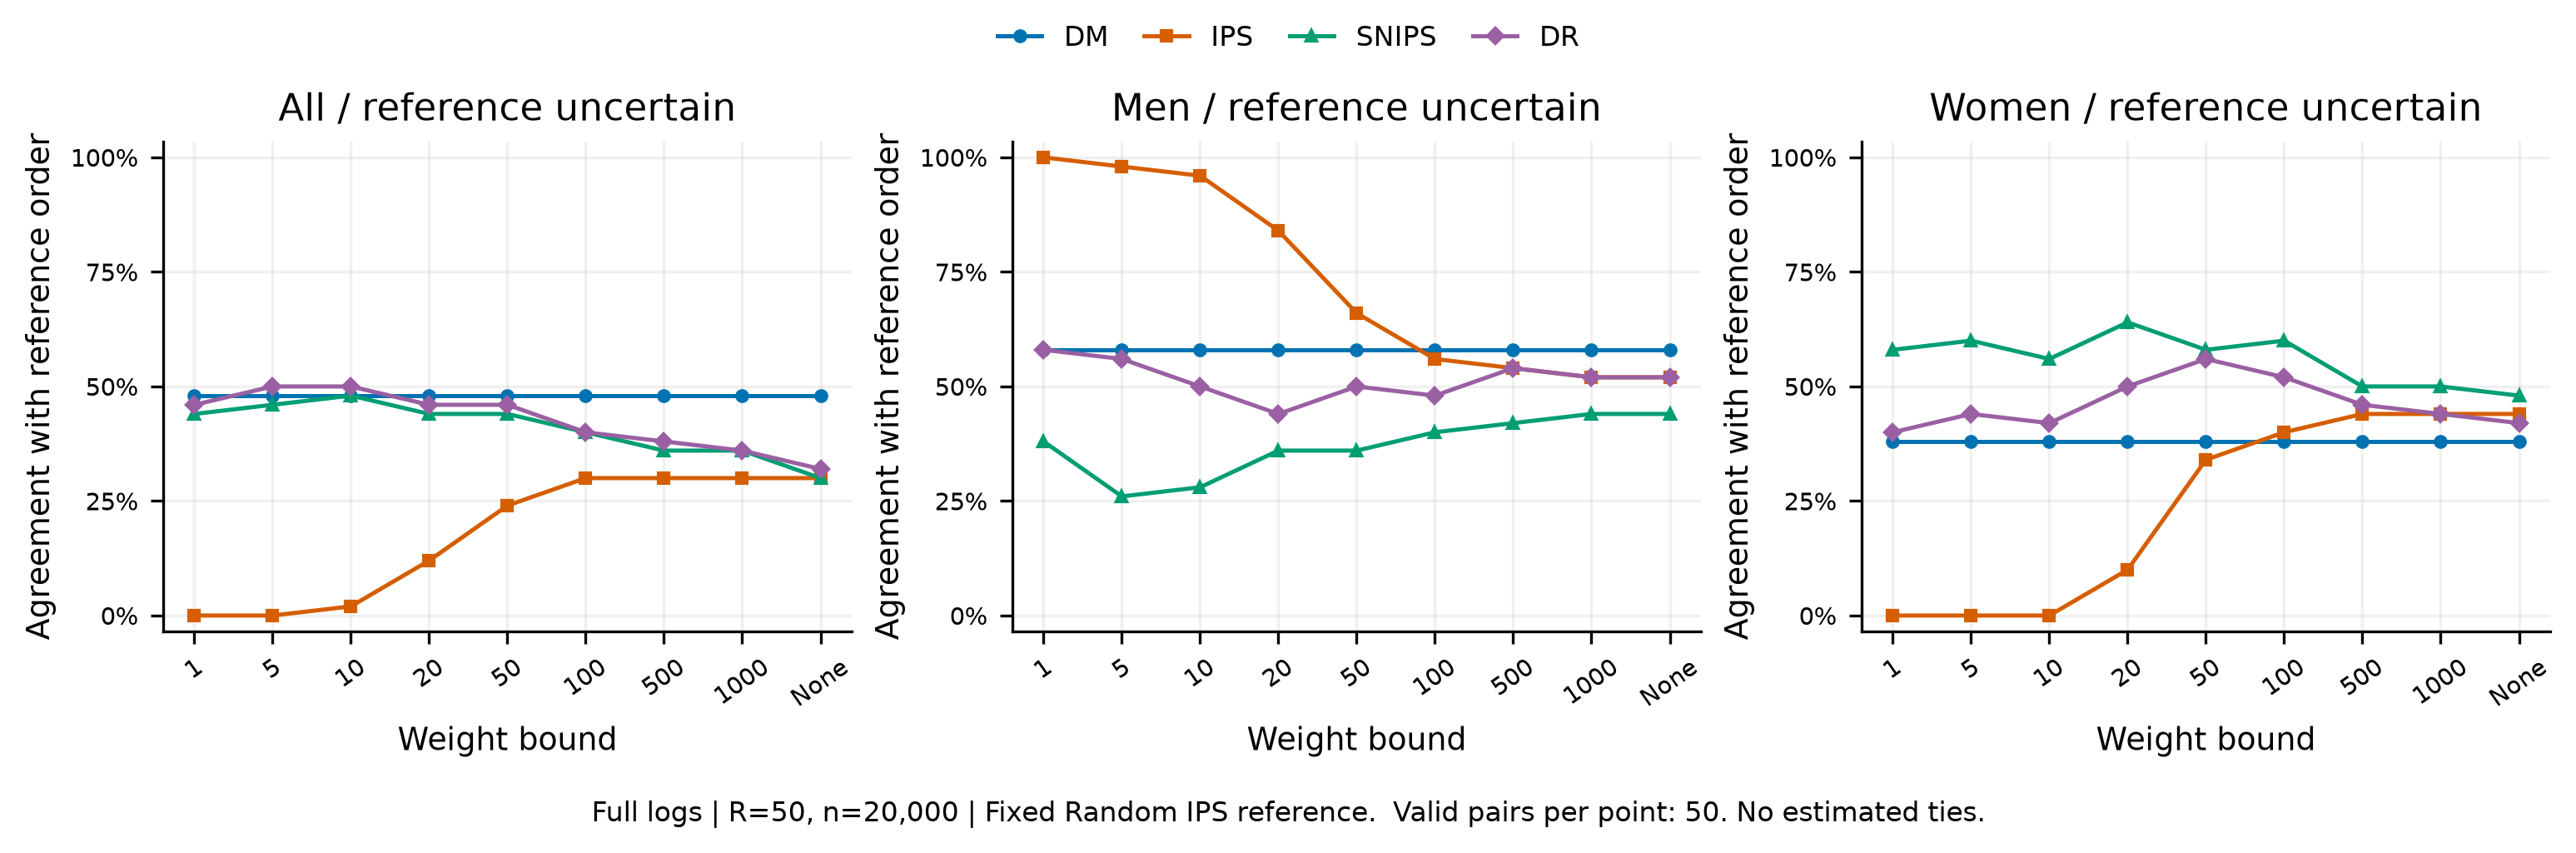 DM IPS SNIPS DR
All / reference uncertain
Agreement with reference order
100%
75%
50%
25%
0%
1 5 10 20 50 100 500 1000 None
Weight bound
Men / reference uncertain
Agreement with reference order
100%
75%
50%
25%
0%
1 5 10 20 50 100 500 1000 None
Weight bound
Women / reference uncertain
Agreement with reference order
100%
75%
50%
25%
0%
1 5 10 20 50 100 500 1000 None
Weight bound
Full logs | R=50, n=20,000 | Fixed Random IPS reference.  Valid pairs per point: 50. No estimated ties.